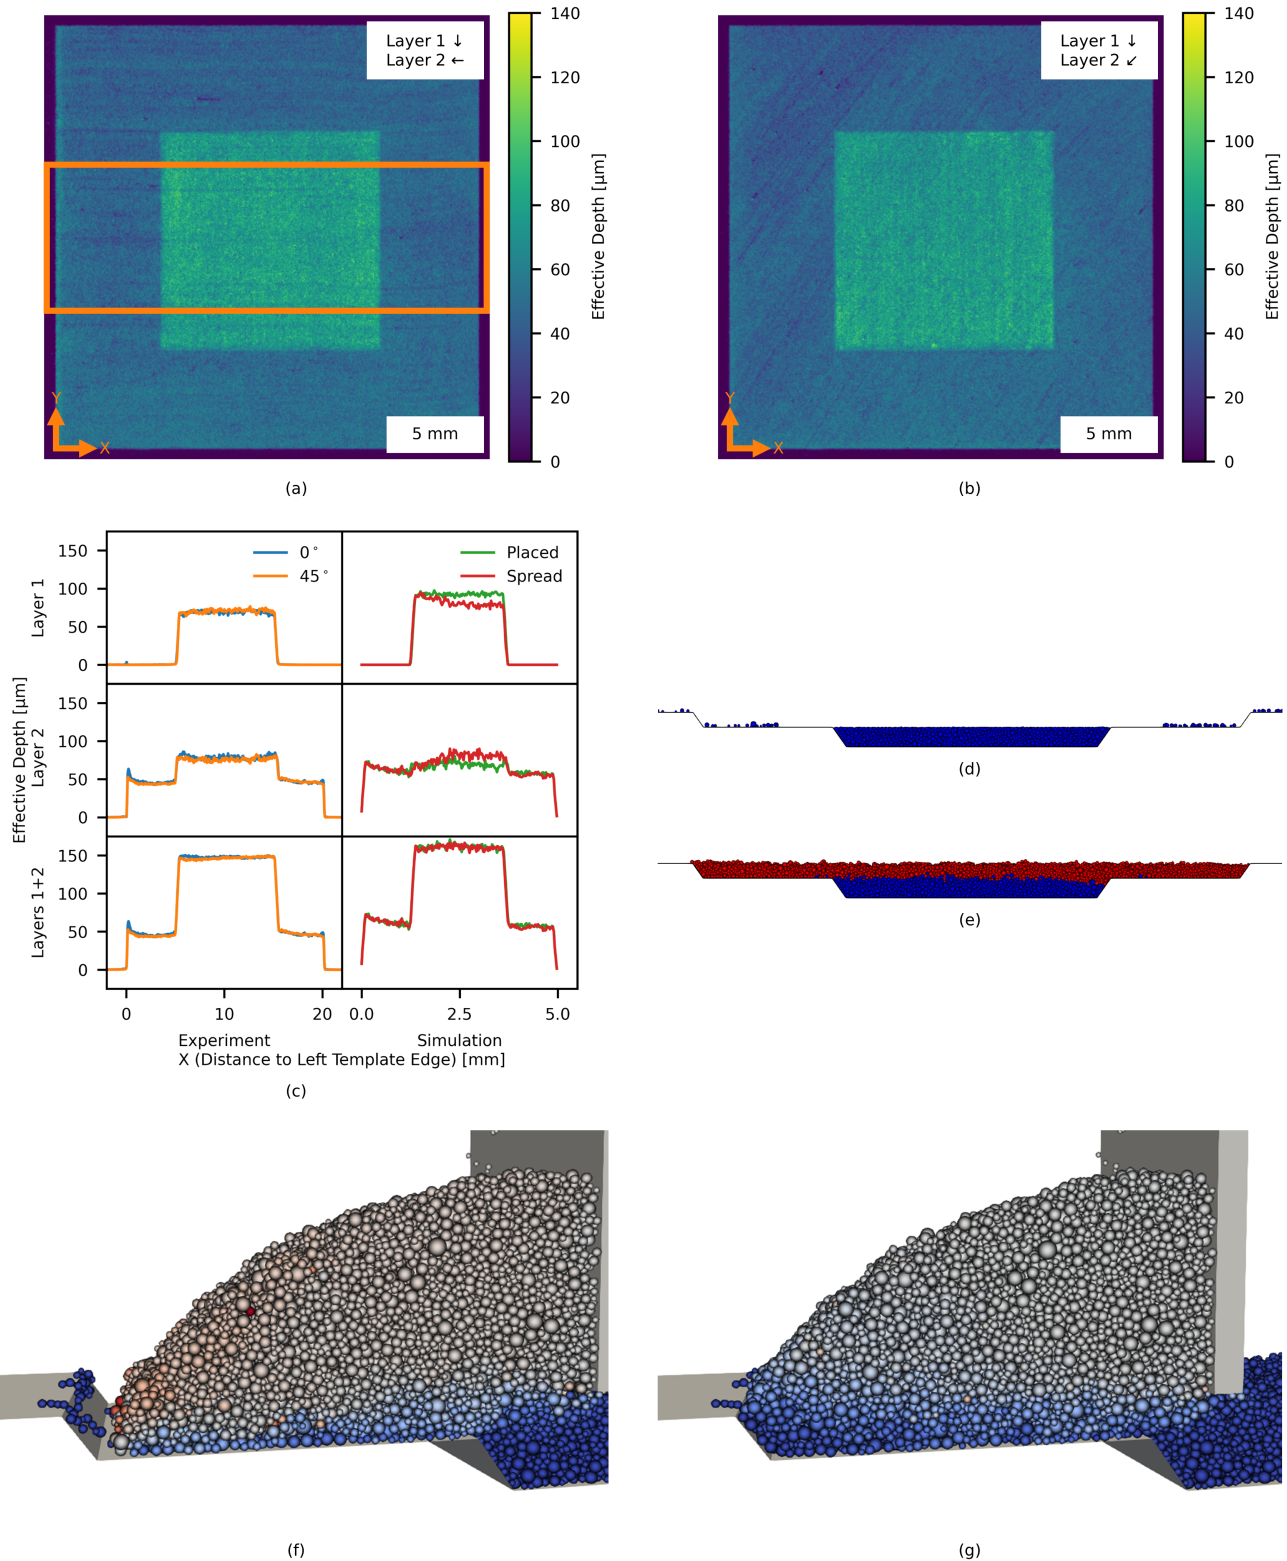 Layer 1 ↓
Layer 2 ←
140
120
100
80
60
40
20
0
Effective Depth [μm]
Y
X
5 mm
(a)
Layer 1 ↓
Layer 2 ↙
140
120
100
80
60
40
20
0
Effective Depth [μm]
Y
X
5 mm
(b)
Effective Depth [μm]
Layer 1
150
100
50
0
0°
45°
Placed
Spread
Layer 2
150
100
50
0
Layers 1+2
150
100
50
0
0 10 20 0.0 2.5 5.0
Experiment Simulation
X (Distance to Left Template Edge) [mm]
(c)
(d)
(e)
(f)
(g)